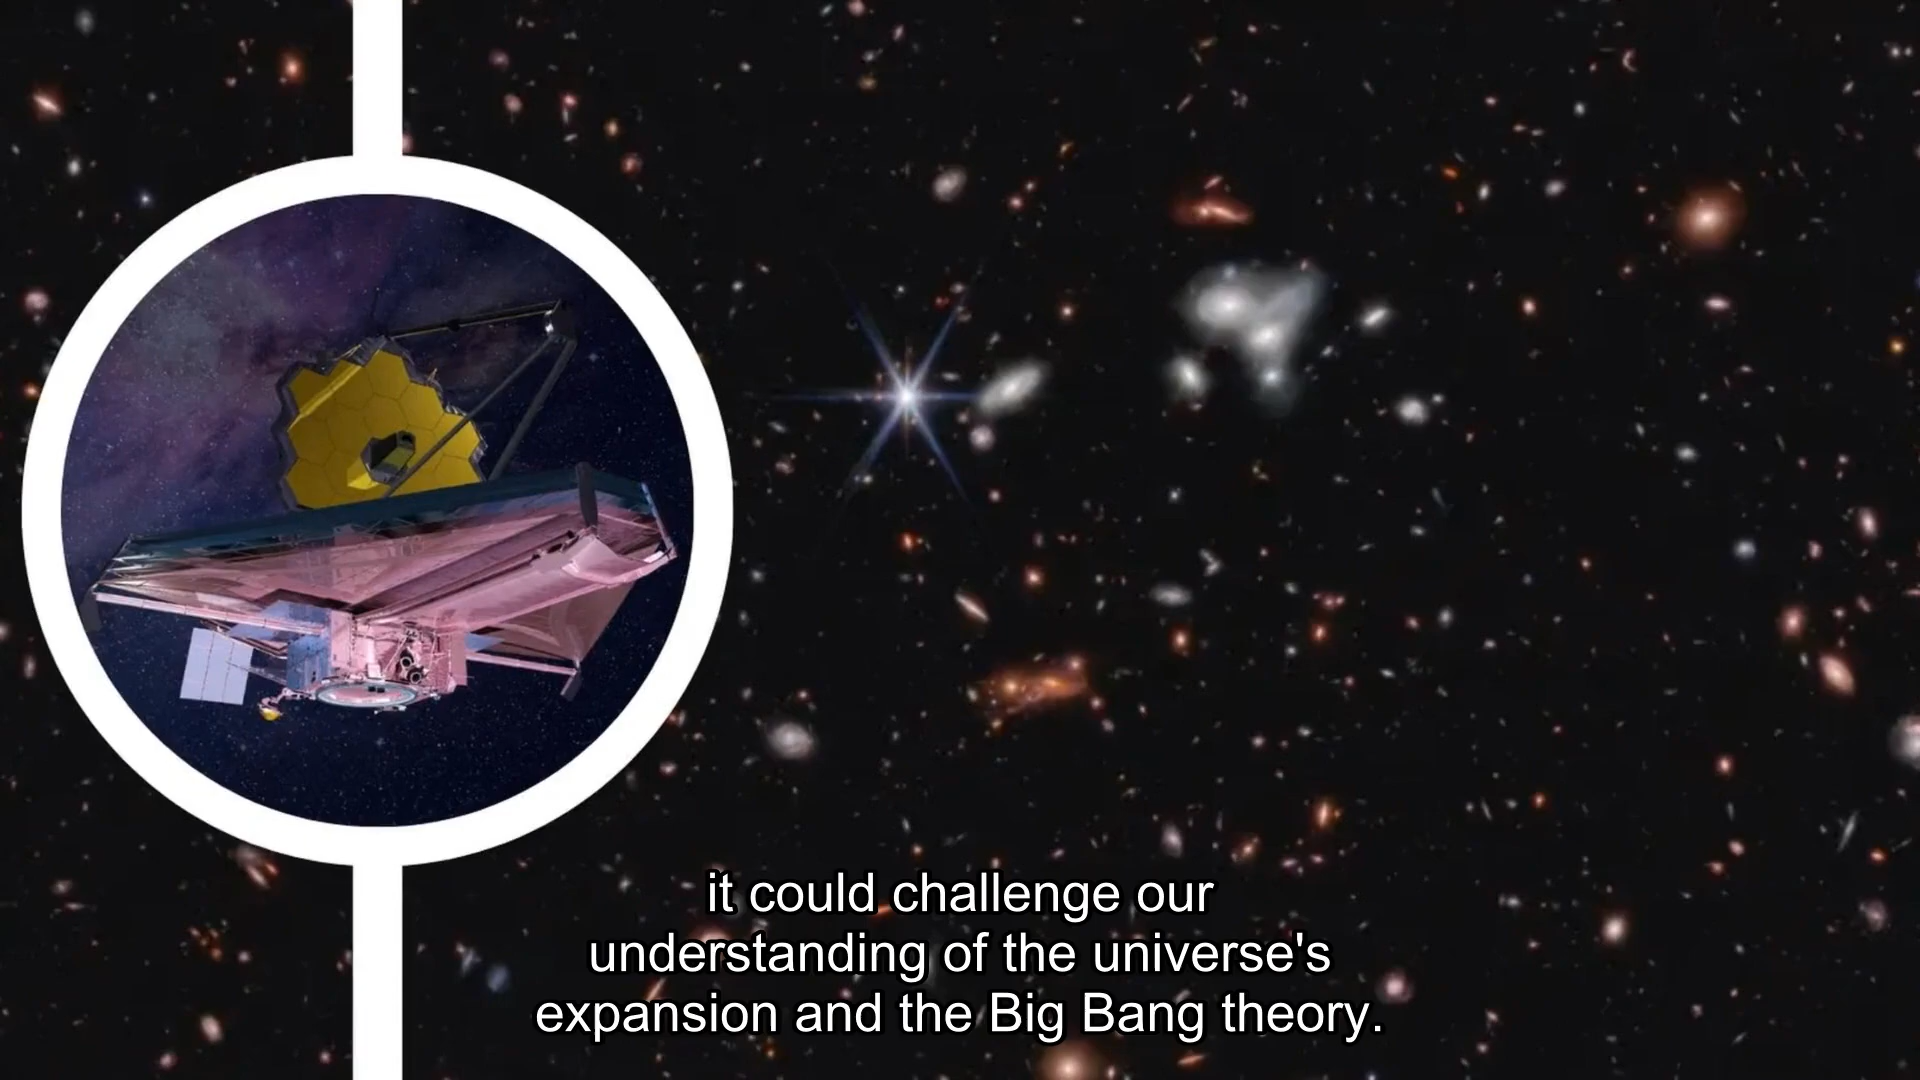 it could challenge our
understanding of the universe's
expansion and the Big Bang theory.